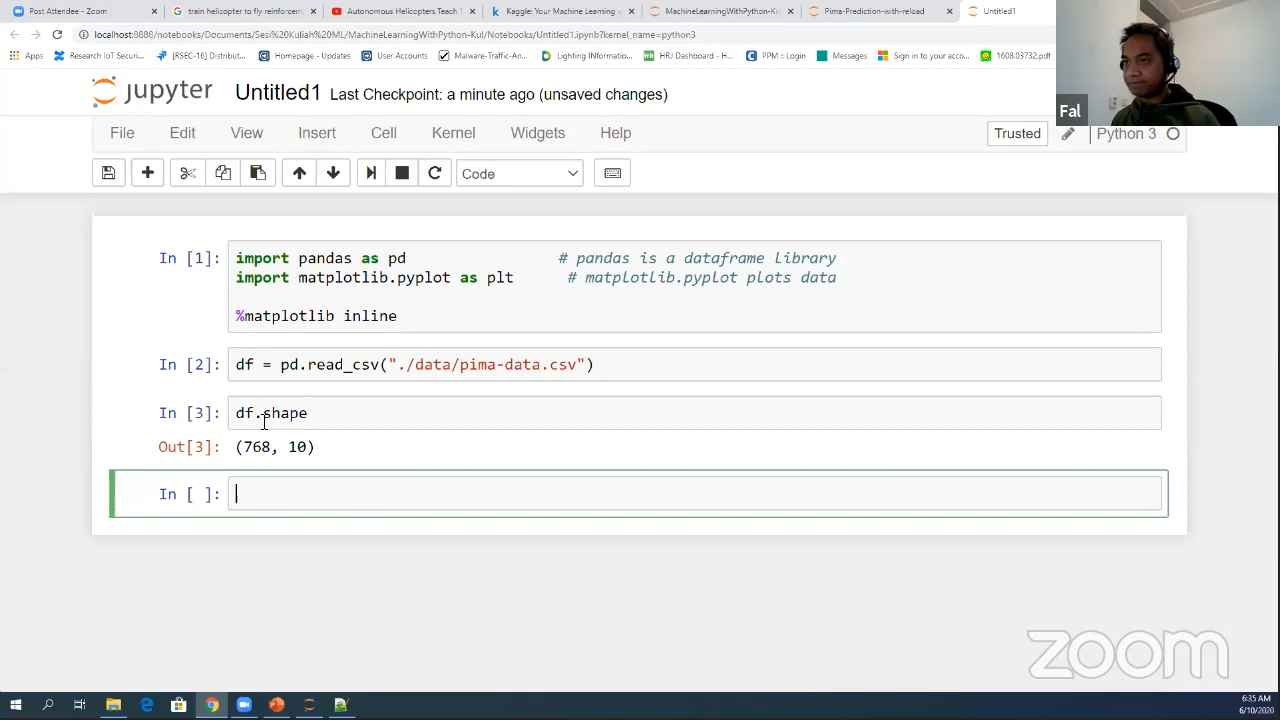 Post Attendee - Zoom
train helicopter to fly reinforcem
Autonomous Helicopters Teach T
Kaggle: Your Machine Learning a
MachineLearningWithPython-Ku
Pima-Prediction-with-reload
Untitled1
localhost:8888/notebooks/Documents/Sesi%20Kuliah%20ML/MachineLearningWithPython-Kul/Notebooks/Untitled1.ipynb?kernel_name=python3
Apps
Research IoT Securi...
[RSEC-16] Distribut...
Homepage - Updates
User Accounts
Malware-Traffic-An...
Lighting INformatio...
HRJ Dashboard - H...
PPM :: Login
Messages
Sign in to your acco...
1608.03732.pdf
jupyter
Untitled1
Last Checkpoint: a minute ago (unsaved changes)
Fal
File
Edit
View
Insert
Cell
Kernel
Widgets
Help
Trusted
Python 3
Code
In [1]:
import pandas as pd # pandas is a dataframe library
import matplotlib.pyplot as plt # matplotlib.pyplot plots data
%matplotlib inline
In [2]: df = pd.read_csv("./data/pima-data.csv")
In [3]: df.shape
Out[3]: (768, 10)
In [ ]:
zoom
6:35 AM
6/10/2020